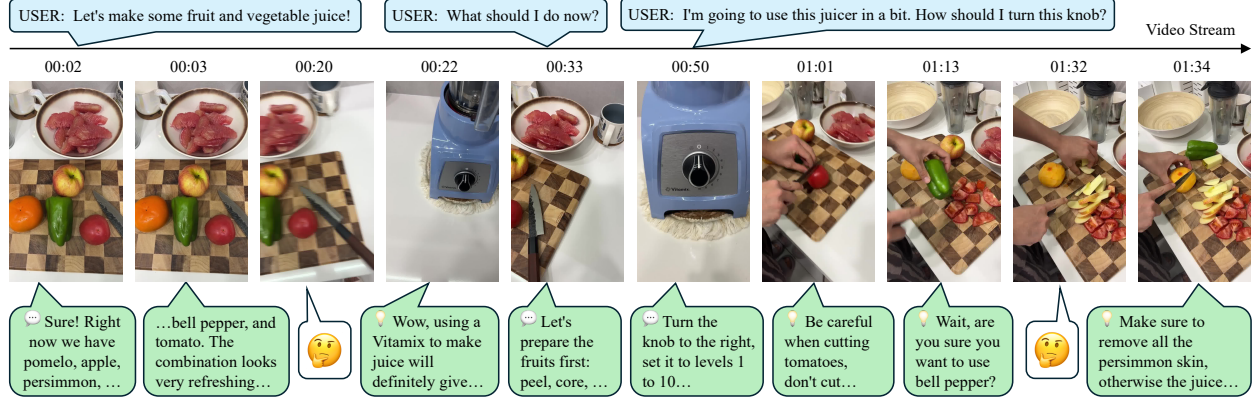 USER: Let's make some fruit and vegetable juice!
USER: What should I do now?
USER: I'm going to use this juicer in a bit. How should I turn this knob?
Video Stream
00:02
00:03
00:20
00:22
00:33
00:50
01:01
01:13
01:32
01:34
Vitamix
Sure! Right
now we have
pomelo, apple,
persimmon, …
…bell pepper, and
tomato. The
combination looks
very refreshing…
Wow, using a
Vitamix to make
juice will
definitely give…
Let's
prepare the
fruits first:
peel, core, …
Turn the
knob to the right,
set it to levels 1
to 10…
Be careful
when cutting
tomatoes,
don't cut…
Wait, are
you sure you
want to use
bell pepper?
Make sure to
remove all the
persimmon skin,
otherwise the juice…